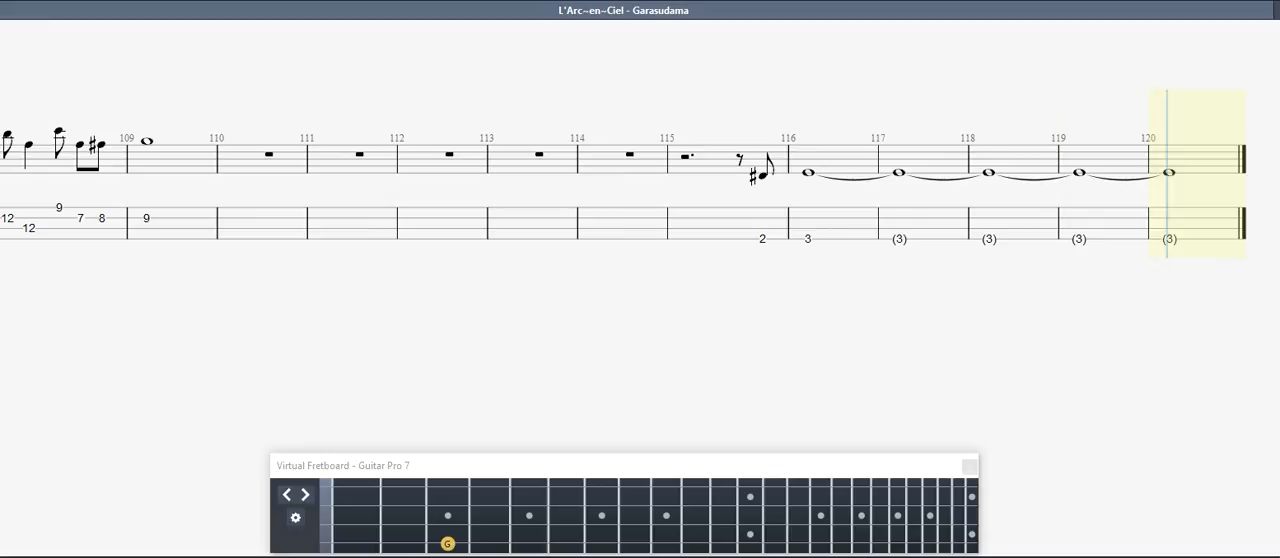 L'Arc~en~Ciel - Garasudama
109 110 111 112 113 114 115 116 117 118 119 120
9
12 7 8 9
12
2 3 (3) (3) (3) (3)
Virtual Fretboard - Guitar Pro 7
G